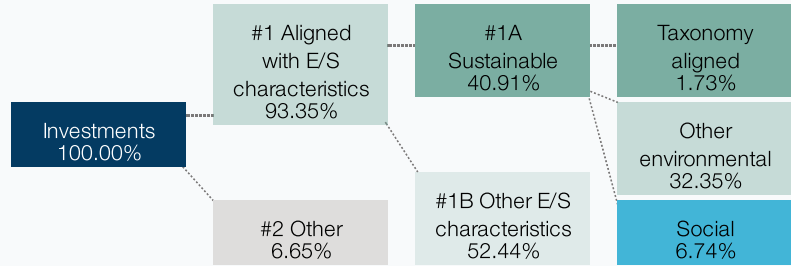 Investments
100.00%
#1 Aligned
with E/S
characteristics
93.35%
#2 Other
6.65%
#1A
Sustainable
40.91%
#1B Other E/S
characteristics
52.44%
Taxonomy
aligned
1.73%
Other
environmental
32.35%
Social
6.74%